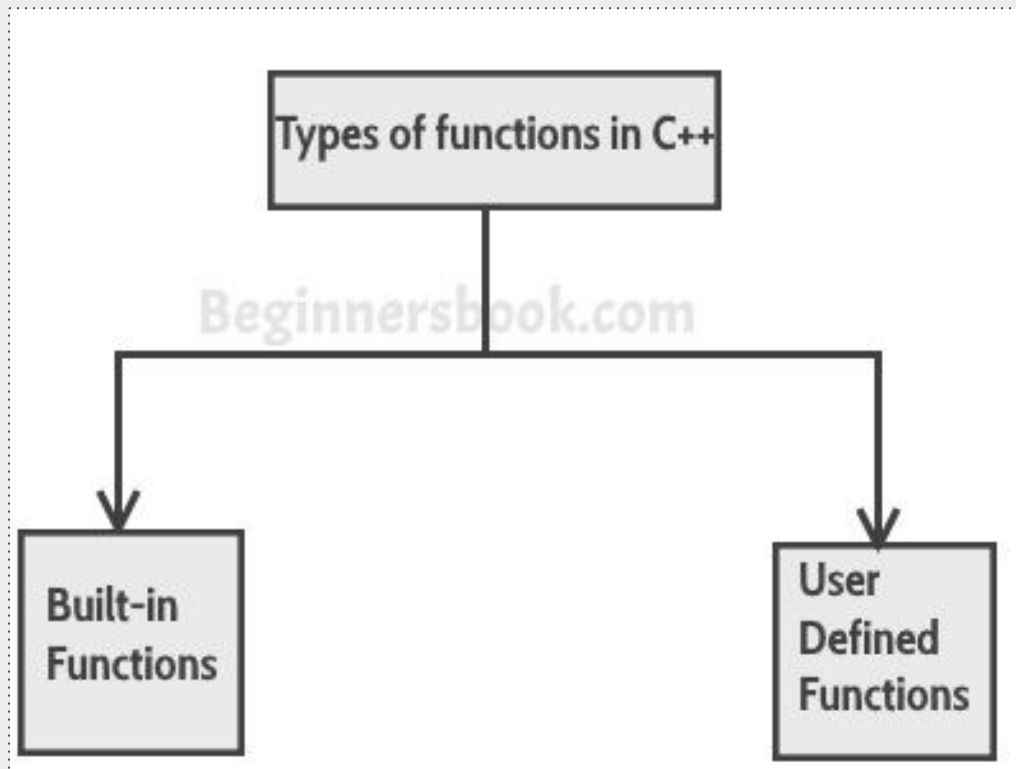 Types of functions in C++
Beginnersbook.com
Built-in
Functions
User
Defined
Functions